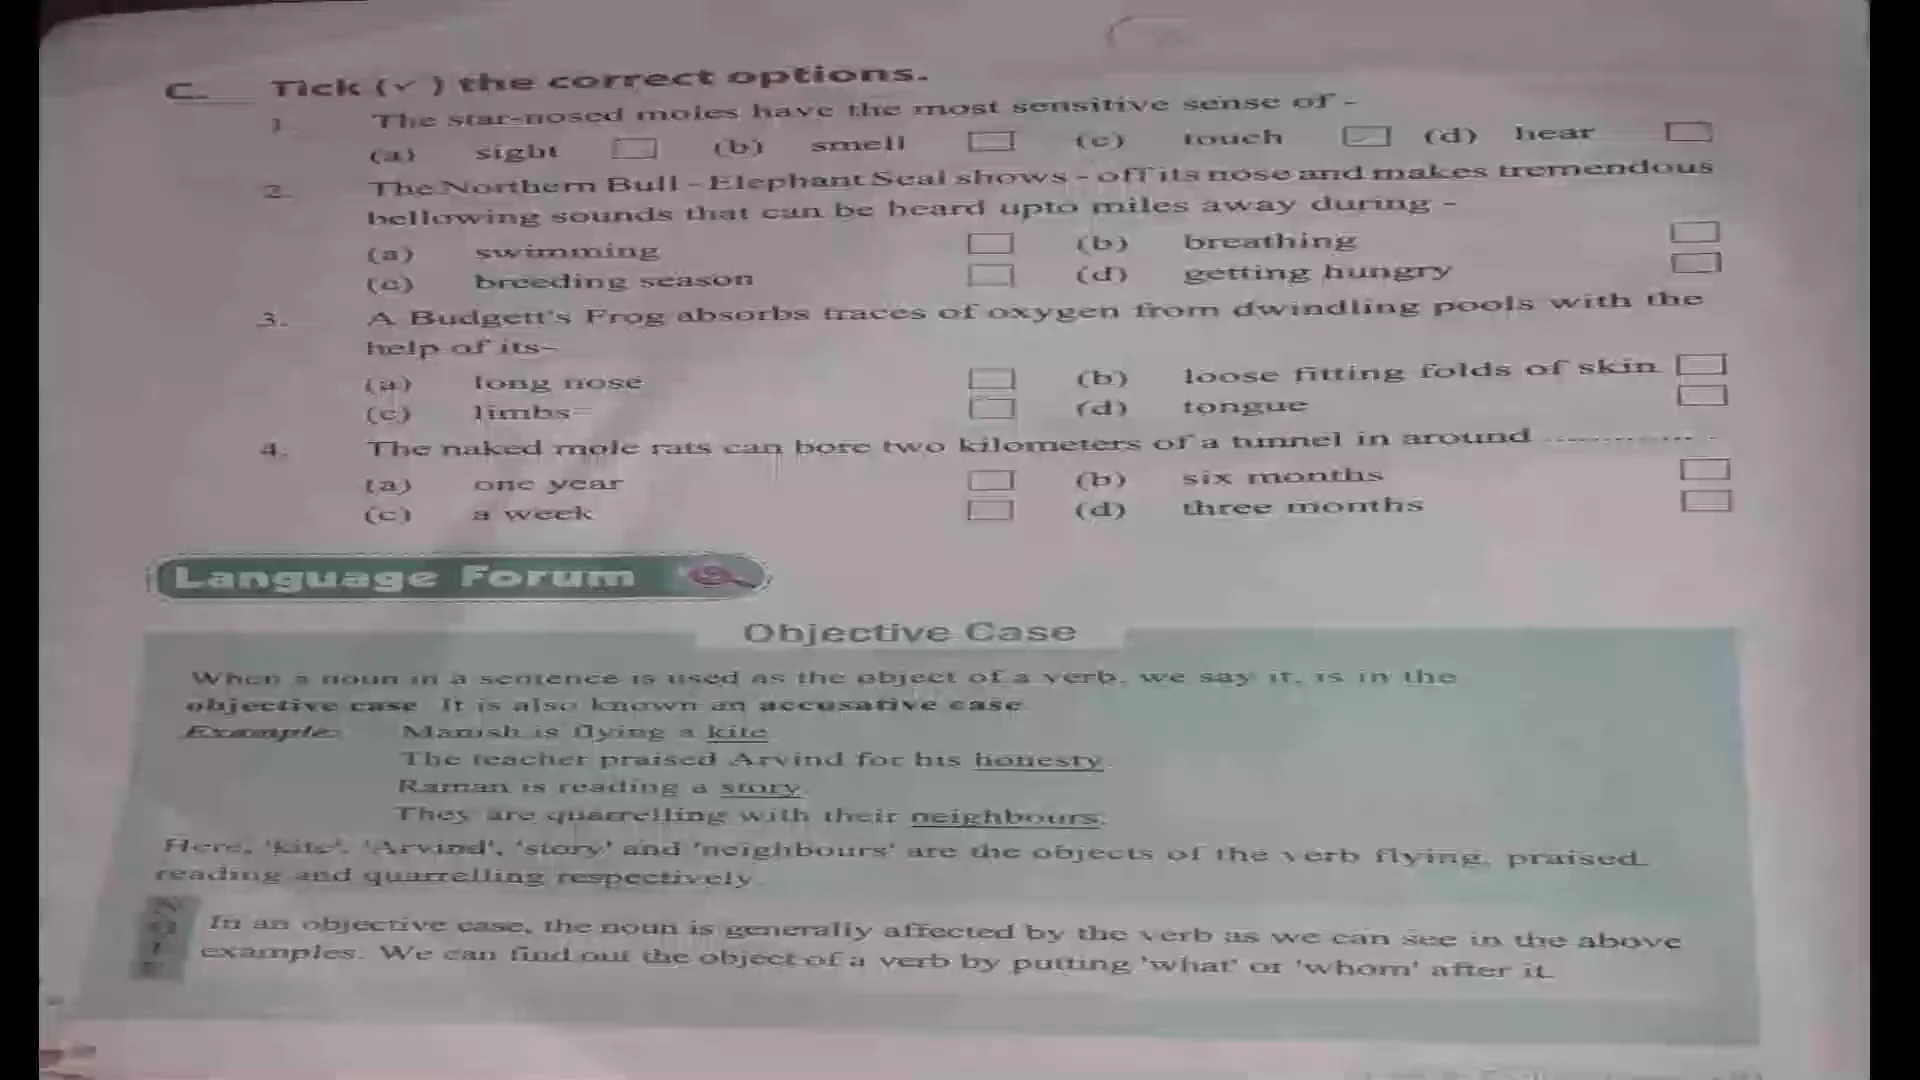 C. Tick (✓) the correct options.
1. The star-nosed moles have the most sensitive sense of -
(a) sight (b) smell (c) touch (d) hear
2. The Northern Bull - Elephant Seal shows - off its nose and makes tremendous
bellowing sounds that can be heard upto miles away during -
(a) swimming (b) breathing
(c) breeding season (d) getting hungry
3. A Budgett's Frog absorbs traces of oxygen from dwindling pools with the
help of its-
(a) long nose (b) loose fitting folds of skin
(c) limbs (d) tongue
4. The naked mole rats can bore two kilometers of a tunnel in around ..............
(a) one year (b) six months
(c) a week (d) three months
Language Forum
Objective Case
When a noun in a sentence is used as the object of a verb, we say it, is in the
objective case. It is also known an accusative case.
Example: Manish is flying a kite.
The teacher praised Arvind for his honesty.
Raman is reading a story.
They are quarrelling with their neighbours.
Here, 'kite', 'Arvind', 'story' and 'neighbours' are the objects of the verb flying, praised
reading and quarrelling respectively.
In an objective case, the noun is generally affected by the verb as we can see in the above
examples. We can find out the object of a verb by putting 'what' or 'whom' after it.